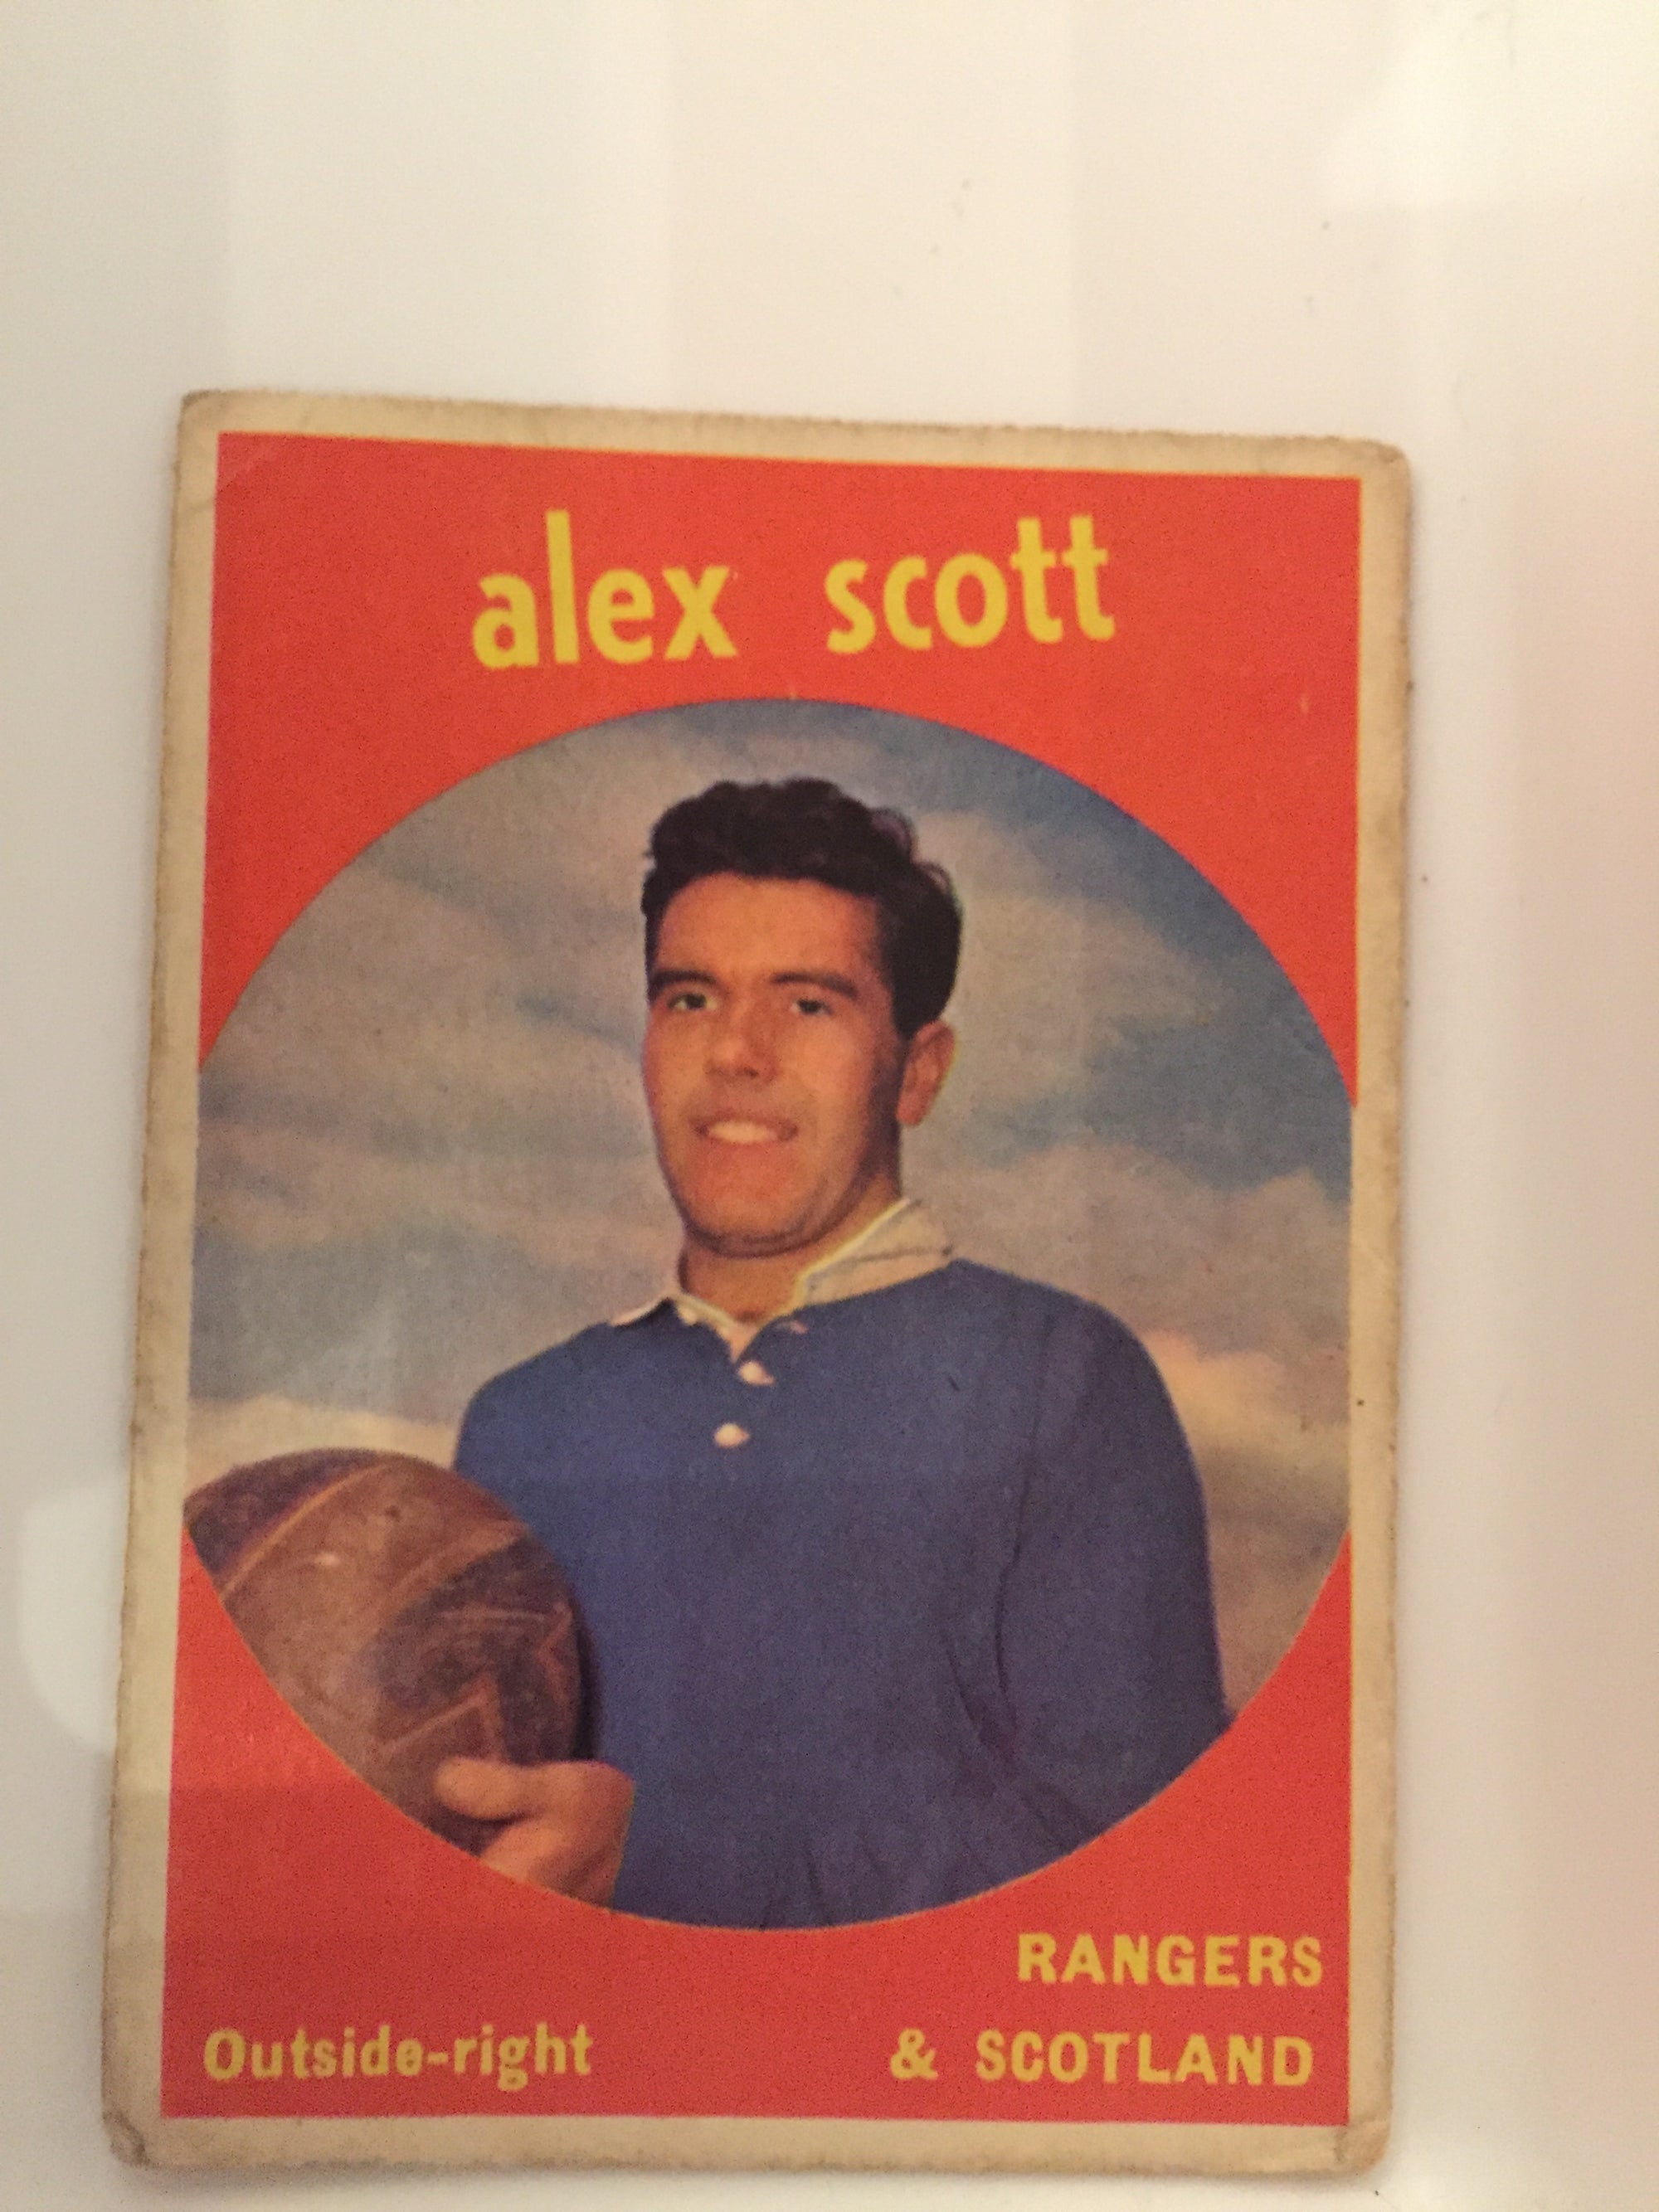 alex scott
RANGERS
Outside-right & SCOTLAND